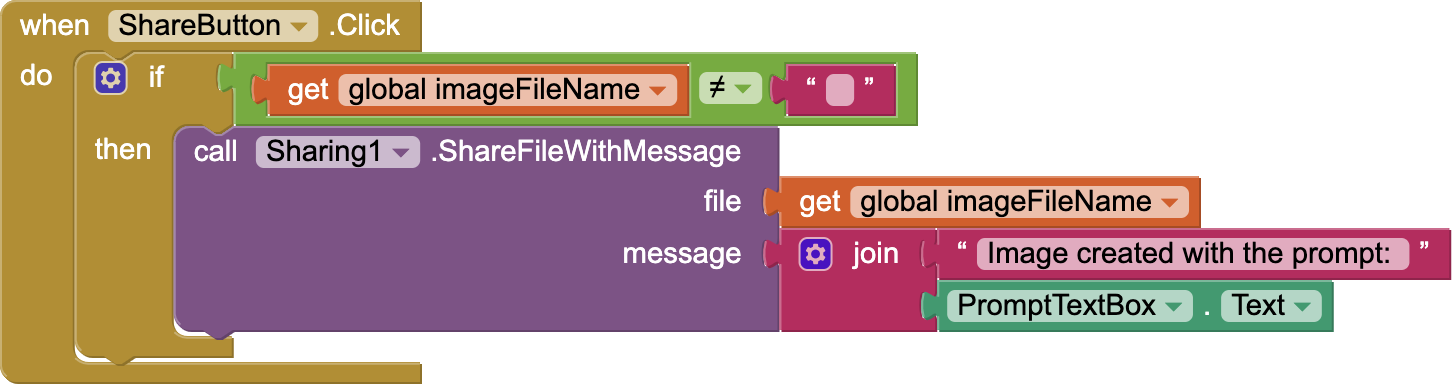 when ShareButton .Click
do if get global imageFileName ≠ “ ”
then call Sharing1 .ShareFileWithMessage
file get global imageFileName
message join “ Image created with the prompt: ”
PromptTextBox . Text